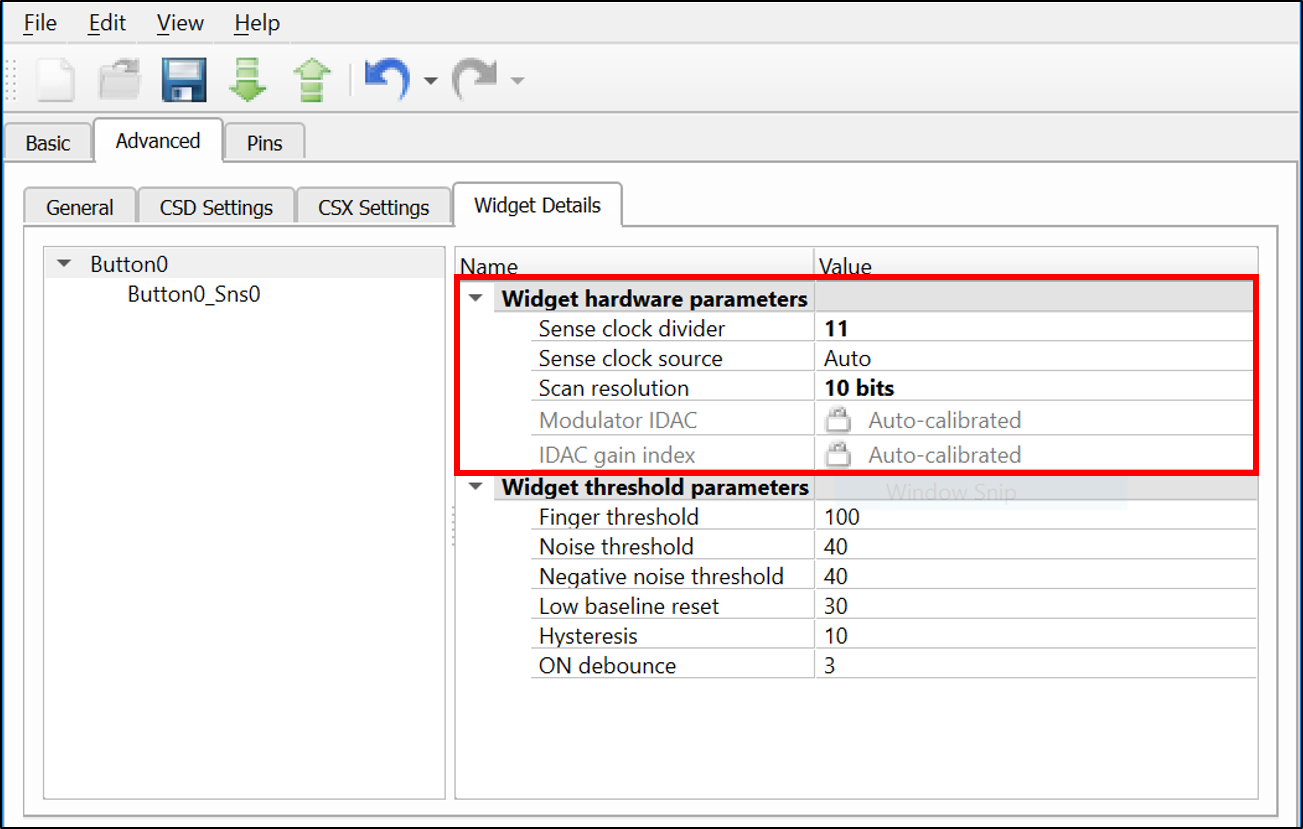 File Edit View Help
Basic Advanced Pins
General CSD Settings CSX Settings Widget Details
Button0
Button0_Sns0
Name Value
Widget hardware parameters
Sense clock divider 11
Sense clock source Auto
Scan resolution 10 bits
Modulator IDAC Auto-calibrated
IDAC gain index Auto-calibrated
Widget threshold parameters
Window Snip
Finger threshold 100
Noise threshold 40
Negative noise threshold 40
Low baseline reset 30
Hysteresis 10
ON debounce 3